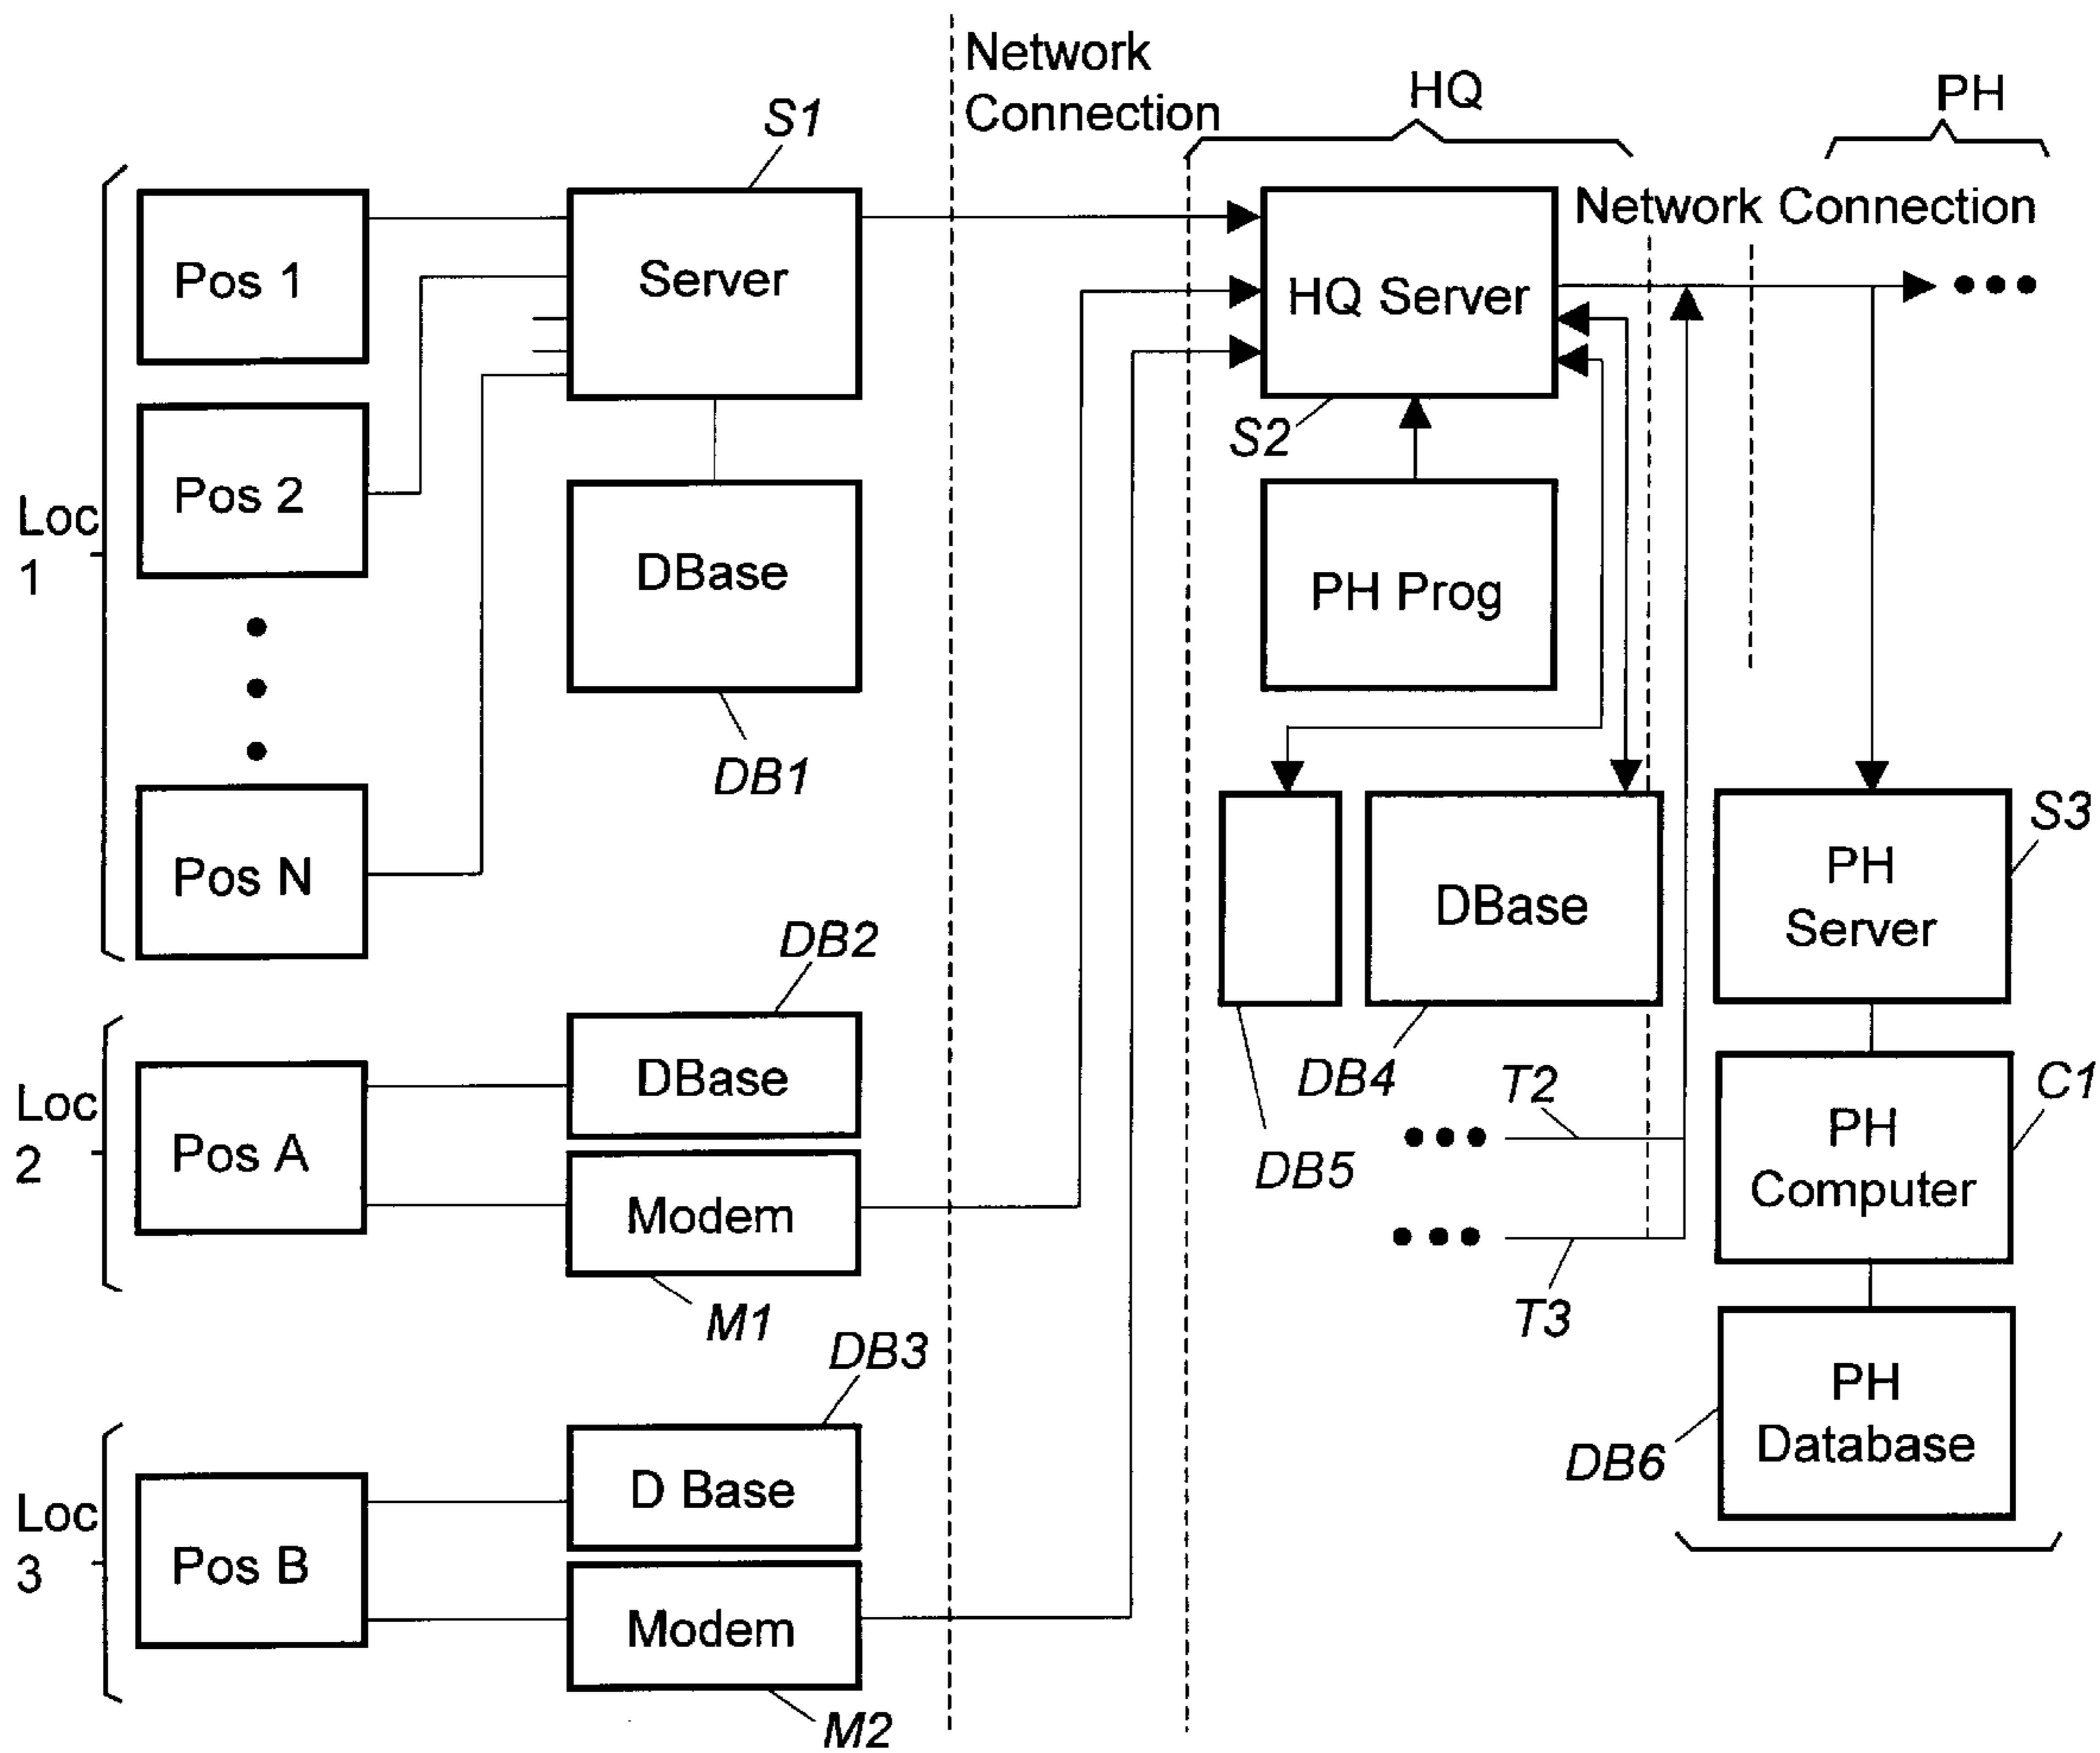 Network
Connection
HQ
PH
S1
Network Connection
Pos 1
Server
HQ Server
S2
Pos 2
Loc
1
DBase
PH Prog
DB1
Pos N
DBase
PH
Server
S3
DB2
DB4
DB5
T2
T3
Loc
2
Pos A
DBase
Modem
M1
PH
Computer
C1
DB3
PH
Database
DB6
Loc
3
Pos B
D Base
Modem
M2